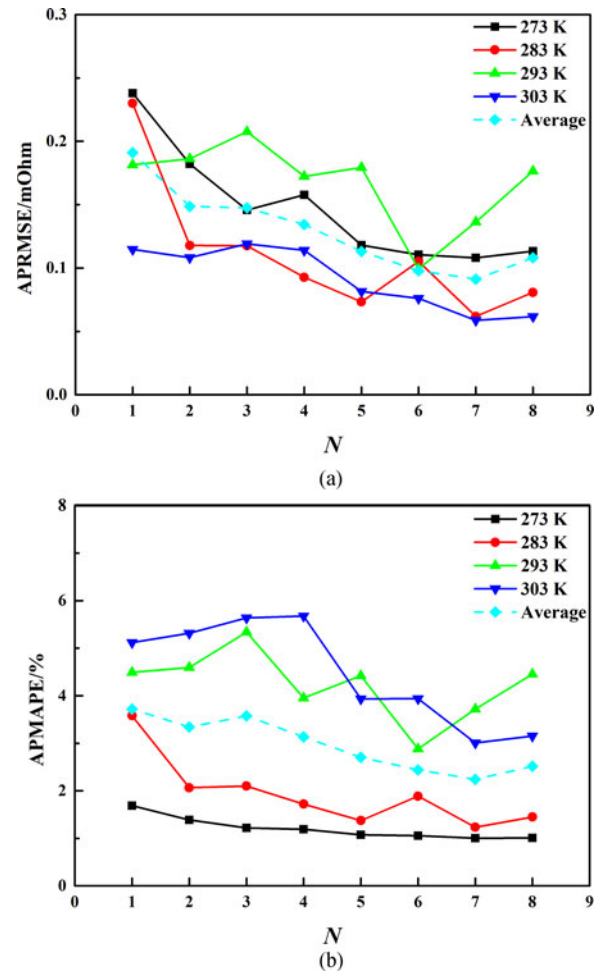 0.3
273 K
283 K
293 K
303 K
Average
0.2
0.1
0.0
APRMSE/mOhm
0 1 2 3 4 5 6 7 8 9
N
(a)
8
273 K
283 K
293 K
303 K
Average
6
4
2
0
APMAPE/%
0 1 2 3 4 5 6 7 8 9
N
(b)